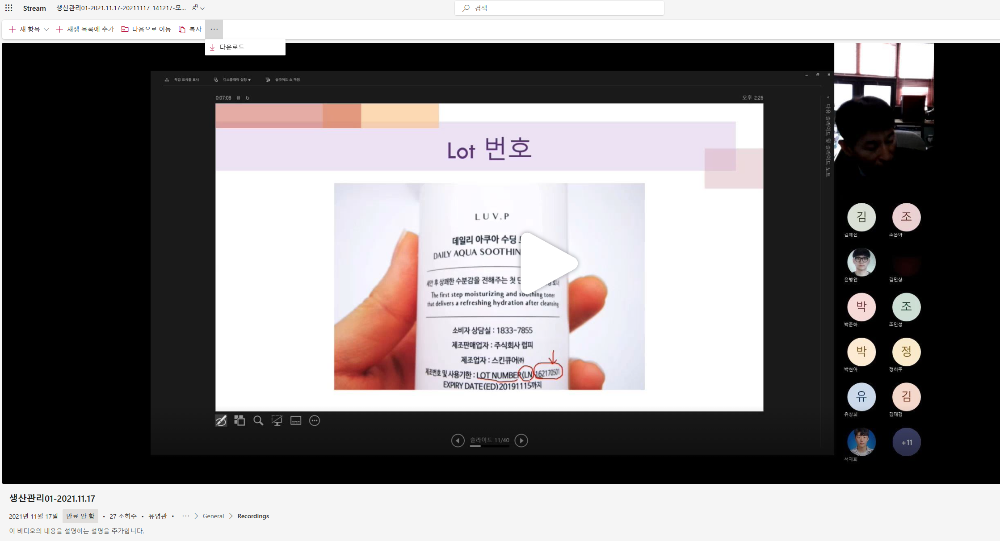 Stream
생산관리01-2021.11.17-20211117_141217-모...
검색
새 항목
재생 목록에 추가
다음으로 이동
복사
다운로드
작업 표시줄 표시
디스플레이 설정
슬라이드 쇼 마침
0:07:08
오후 2:26
다음 슬라이드 및 슬라이드 노트
Lot 번호
LUV.P
데일리 아쿠아 수딩
DAILY AQUA SOOTHIN
세안 후 상쾌한 수분감을 전해주는 첫 단
토너
The first step moisturizing and soothing toner
that delivers a refreshing hydration after cleansing
소비자 상담실 : 1833-7855
제조판매업자 : 주식회사 럽피
제조업자 : 스킨큐어㈜
제조번호 및 사용기한 : LOT NUMBER(LN) 162170501
EXPIRY DATE(ED)20191115까지
슬라이드 11/40
김
조
김예진
조은아
윤병연
김민상
박
조
박준하
조민성
박
정
박현아
정희주
유
김
유상희
김태겸
+11
서재휘
생산관리01-2021.11.17
2021년 11월 17일
만료 안 함
• 27 조회수 • 유영관 • ··· > General > Recordings
이 비디오의 내용을 설명하는 설명을 추가합니다.